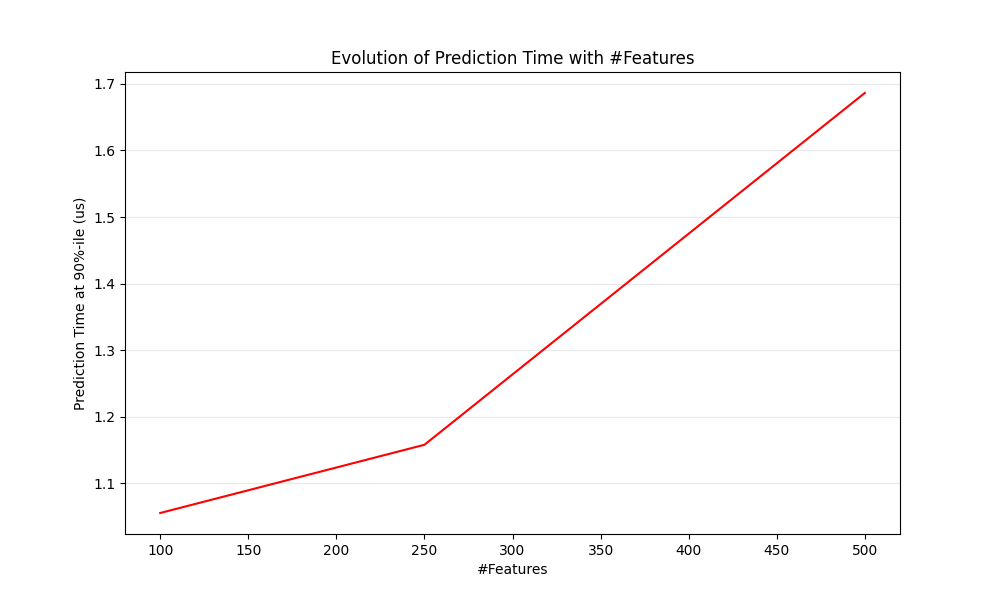 Evolution of Prediction Time with #Features
Prediction Time at 90%-ile (us)
1.7
1.6
1.5
1.4
1.3
1.2
1.1
100 150 200 250 300 350 400 450 500
#Features